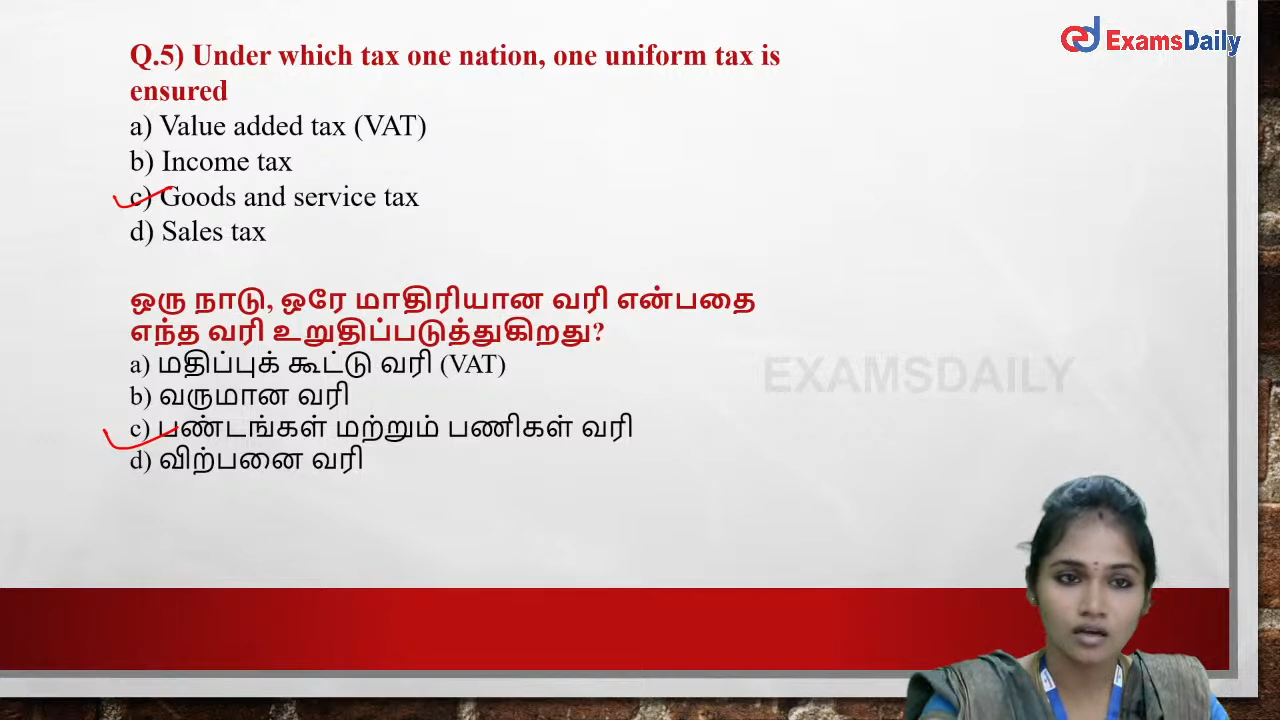 ExamsDaily
Q.5) Under which tax one nation, one uniform tax is
ensured
a) Value added tax (VAT)
b) Income tax
c) Goods and service tax
d) Sales tax
ஒரு நாடு, ஒரே மாதிரியான வரி என்பதை
எந்த வரி உறுதிப்படுத்துகிறது?
a) மதிப்புக் கூட்டு வரி (VAT)
b) வருமான வரி
c) பண்டங்கள் மற்றும் பணிகள் வரி
d) விற்பனை வரி
EXAMSDAILY